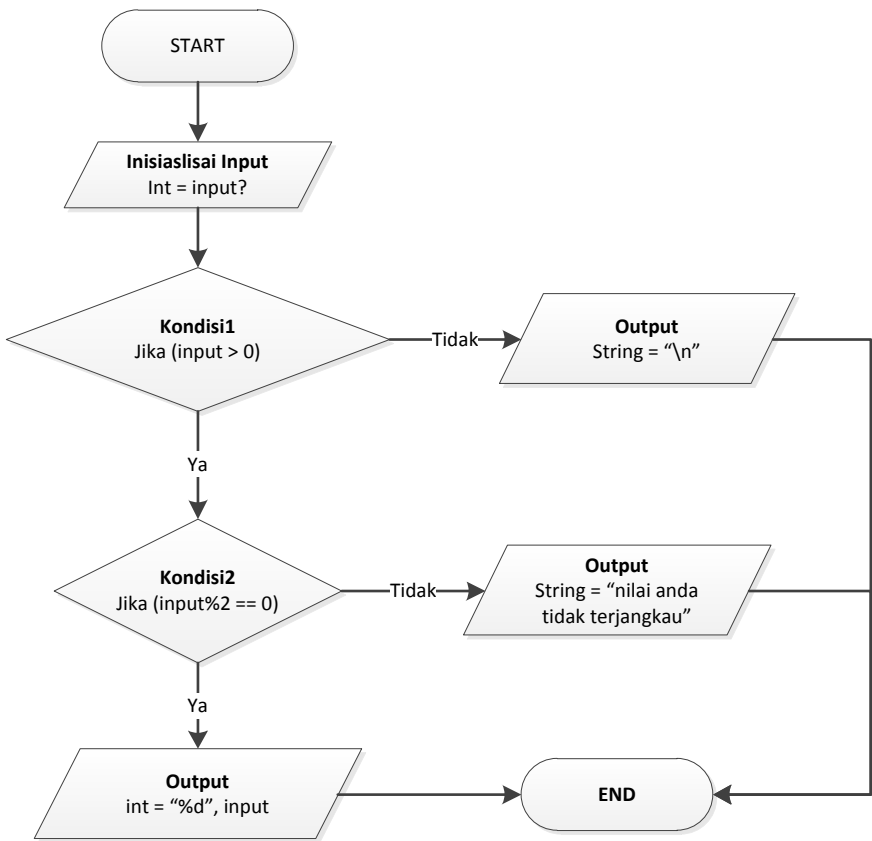 START
Inisiaslisai Input
Int = input?
Kondisi1
Jika (input > 0)
Tidak
Output
String = “\n”
Ya
Kondisi2
Jika (input%2 == 0)
Tidak
Output
String = “nilai anda
tidak terjangkau”
Ya
Output
int = “%d”, input
END